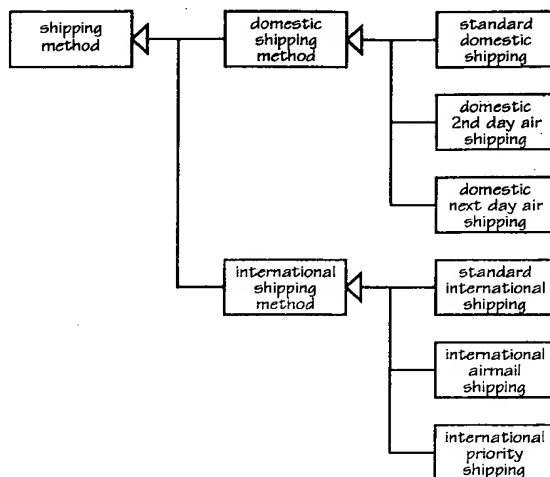 shipping
method
domestic
shipping
method
standard
domestic
shipping
domestic
2nd day air
shipping
domestic
next day air
shipping
international
shipping
method
standard
international
shipping
international
airmail
shipping
international
priority
shipping